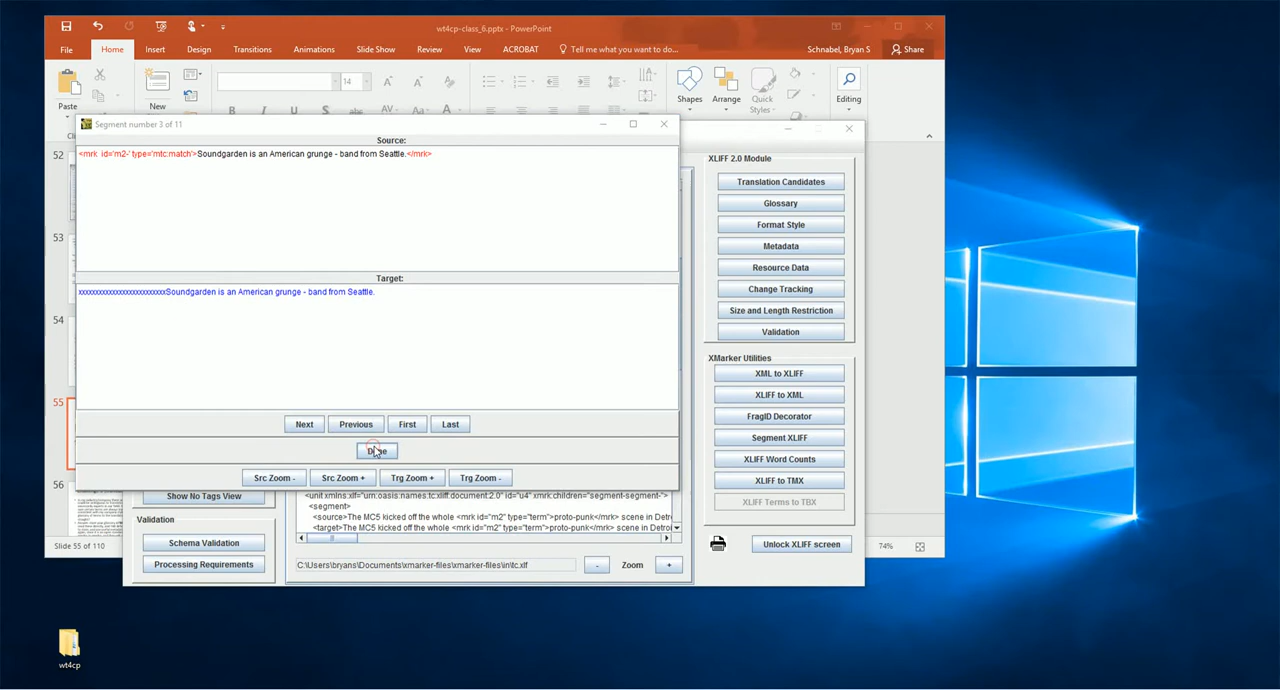 wt4cp-class_6.pptx - PowerPoint
File Home Insert Design Transitions Animations Slide Show Review View ACROBAT Tell me what you want to do... Schnabel, Bryan S Share
14
Paste New Shapes Arrange Quick Styles Editing
Segment number 3 of 11
Source:
<mrk id='m2-' type='mtc:match'>Soundgarden is an American grunge - band from Seattle.</mrk>
Target:
xxxxxxxxxxxxxxxxxxxxxxxxxSoundgarden is an American grunge - band from Seattle.
Next Previous First Last
Src Zoom - Src Zoom + Trg Zoom + Trg Zoom -
52
53
54
55
56
XLIFF 2.0 Module
Translation Candidates
Glossary
Format Style
Metadata
Resource Data
Change Tracking
Size and Length Restriction
Validation
XMarker Utilities
XML to XLIFF
XLIFF to XML
FragID Decorator
Segment XLIFF
XLIFF Word Counts
XLIFF to TMX
XLIFF Terms to TBX
Unlock XLIFF screen
Show No Tags View
Validation
Schema Validation
Processing Requirements
<unit xmlns:xlf="urn:oasis:names:tc:xliff:document:2.0" id="u4" xmrk:children="segment-segment-">
<segment>
<source>The MC5 kicked off the whole <mrk id="m2" type="term">proto-punk</mrk> scene in Detro
<target>The MC5 kicked off the whole <mrk id="m2" type="term">proto-punk</mrk> scene in Detro
C:\Users\bryans\Documents\xmarker-files\xmarker-files\in\tc.xlf - Zoom +
Slide 55 of 110
74%
wt4cp